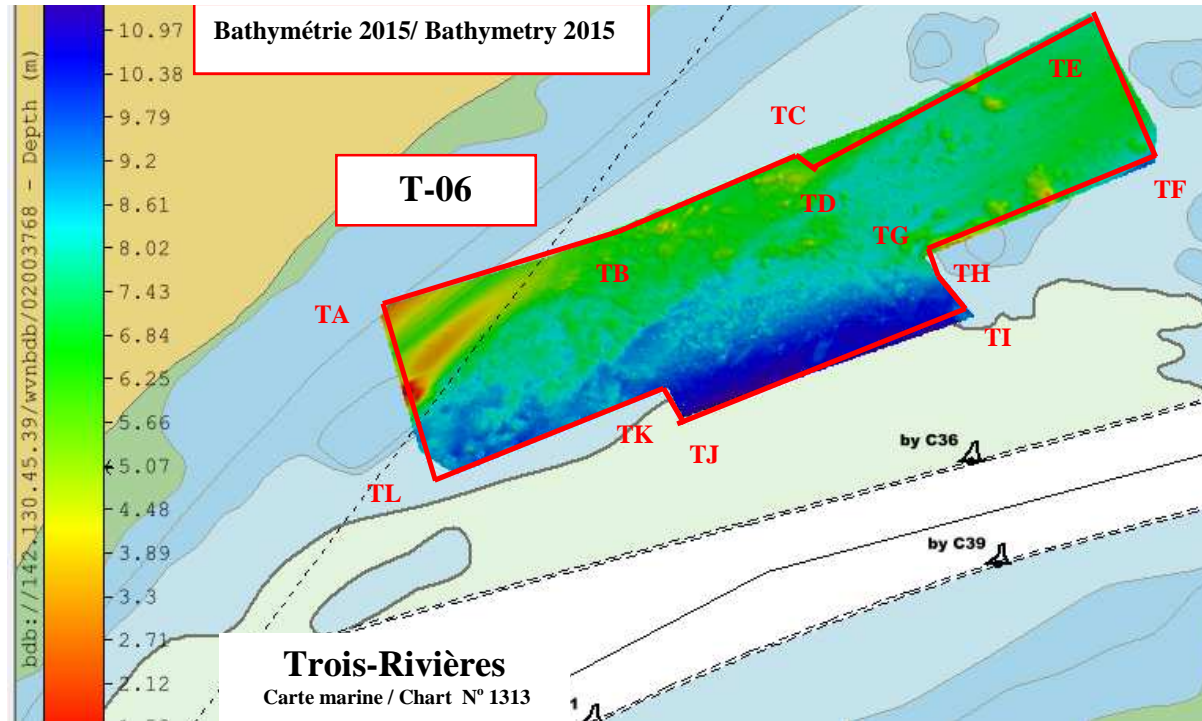 Bathymétrie 2015/ Bathymetry 2015
bdb://142.130.45.39/wvnbdb/02003768 - Depth (m)
10.97
10.38
9.79
9.2
8.61
8.02
7.43
6.84
6.25
5.66
5.07
4.48
3.89
3.3
2.71
2.12
T-06
TA
TB
TC
TD
TE
TF
TG
TH
TI
TJ
TK
TL
by C36
by C39
1
Trois-Rivières
Carte marine / Chart Nº 1313